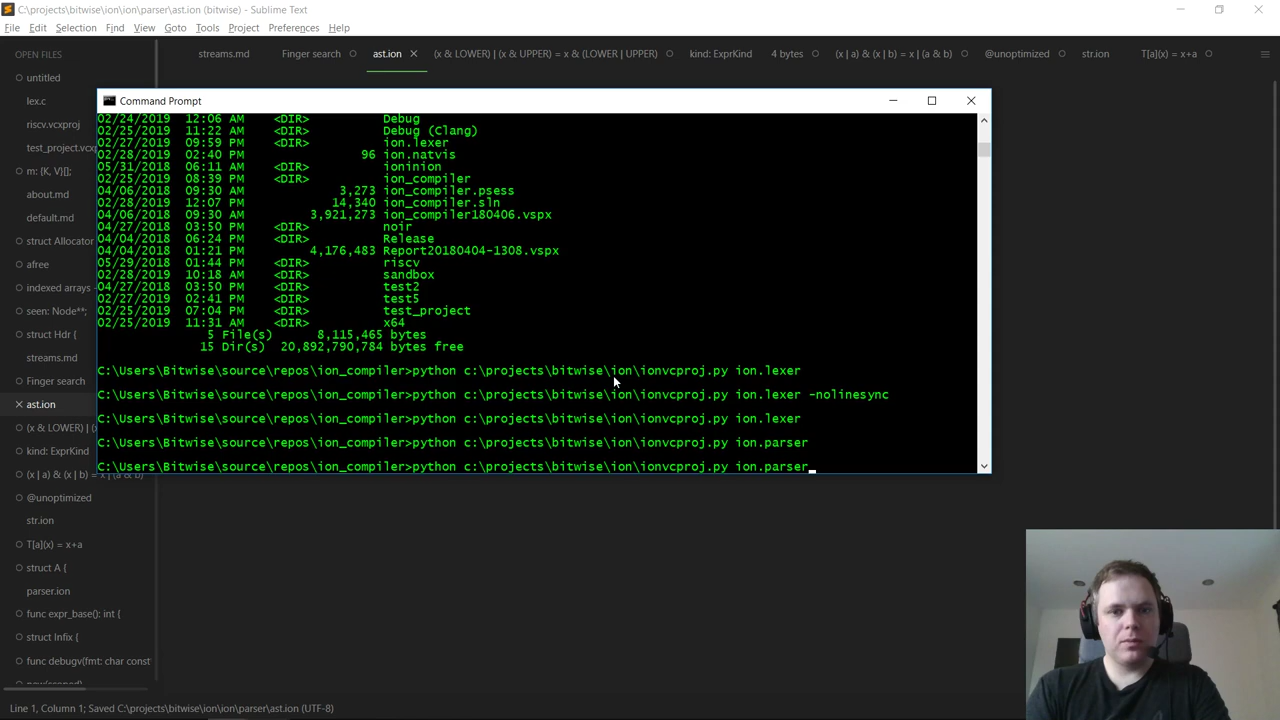 C:\projects\bitwise\ion\ion\parser\ast.ion (bitwise) - Sublime Text
File Edit Selection Find View Goto Tools Project Preferences Help
OPEN FILES
streams.md Finger search ast.ion (x & LOWER) | (x & UPPER) = x & (LOWER | UPPER) kind: ExprKind 4 bytes (x | a) & (x | b) = x | (a & b) @unoptimized str.ion T[a](x) = x+a
untitled
lex.c
riscv.vcxproj
test_project.vcxp
m: {K, V}[];
about.md
default.md
struct Allocator
afree
indexed arrays -
seen: Node**;
struct Hdr {
streams.md
Finger search
ast.ion
(x & LOWER) | (x
kind: ExprKind
(x | a) & (x | b) = x | (a & b)
@unoptimized
str.ion
T[a](x) = x+a
struct A {
parser.ion
func expr_base(): int {
struct Infix {
func debugv(fmt: char const
Command Prompt
02/24/2019 12:06 AM <DIR> Debug
02/25/2019 11:22 AM <DIR> Debug (Clang)
02/27/2019 09:59 PM <DIR> ion.lexer
02/28/2019 02:40 PM 96 ion.natvis
05/31/2018 06:11 AM <DIR> ioninion
02/25/2019 08:39 PM <DIR> ion_compiler
04/06/2018 09:30 AM 3,273 ion_compiler.psess
02/28/2019 12:07 PM 14,340 ion_compiler.sln
04/06/2018 09:30 AM 3,921,273 ion_compiler180406.vspx
04/27/2018 03:50 PM <DIR> noir
04/04/2018 06:24 PM <DIR> Release
04/04/2018 01:21 PM 4,176,483 Report20180404-1308.vspx
05/29/2018 01:44 PM <DIR> riscv
02/28/2019 10:18 AM <DIR> sandbox
04/27/2018 03:50 PM <DIR> test2
02/27/2019 02:41 PM <DIR> test5
02/25/2019 07:04 PM <DIR> test_project
02/25/2019 11:31 AM <DIR> x64
5 File(s) 8,115,465 bytes
15 Dir(s) 20,892,790,784 bytes free
C:\Users\Bitwise\source\repos\ion_compiler>python c:\projects\bitwise\ion\ionvcproj.py ion.lexer
C:\Users\Bitwise\source\repos\ion_compiler>python c:\projects\bitwise\ion\ionvcproj.py ion.lexer -nolinesync
C:\Users\Bitwise\source\repos\ion_compiler>python c:\projects\bitwise\ion\ionvcproj.py ion.lexer
C:\Users\Bitwise\source\repos\ion_compiler>python c:\projects\bitwise\ion\ionvcproj.py ion.parser
C:\Users\Bitwise\source\repos\ion_compiler>python c:\projects\bitwise\ion\ionvcproj.py ion.parser
Line 1, Column 1; Saved C:\projects\bitwise\ion\ion\parser\ast.ion (UTF-8)